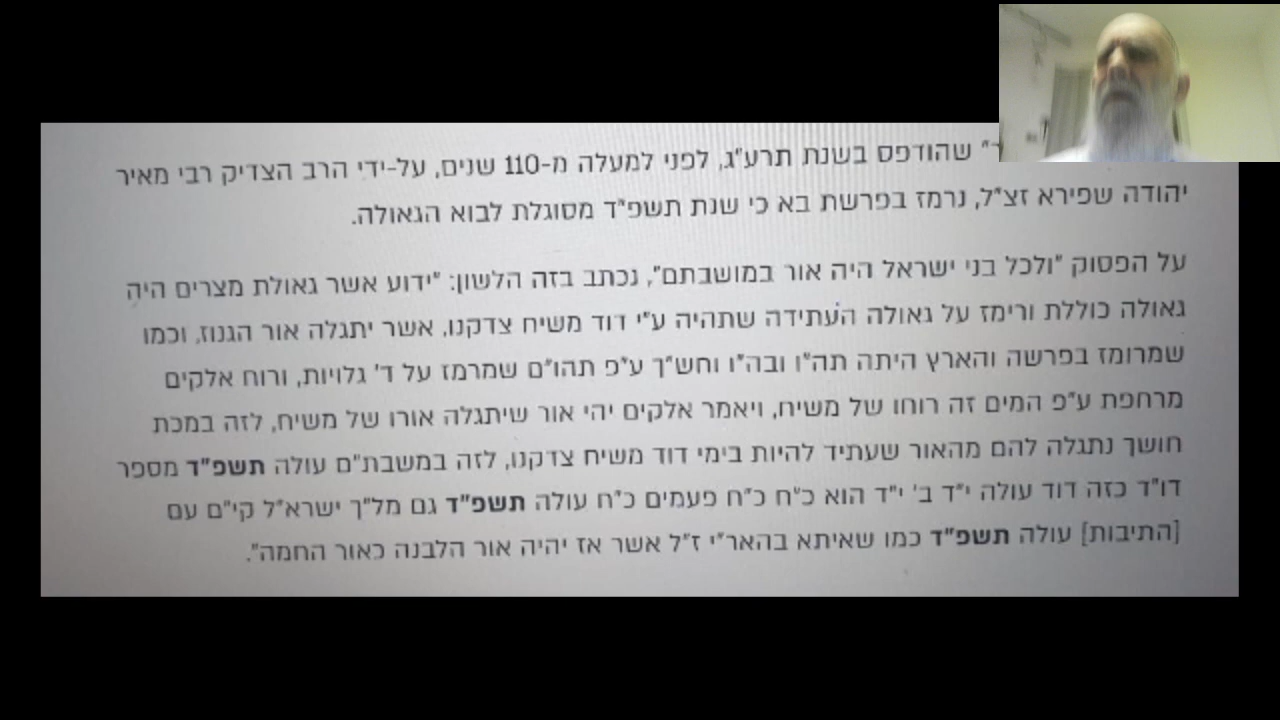 שהודפס בשנת תרע"ג, לפני למעלה מ-110 שנים, על-ידי הרב הצדיק רבי מאיר
יהודה שפירא זצ"ל, נרמז בפרשת בא כי שנת תשפ"ד מסוגלת לבוא הגאולה.
על הפסוק "ולכל בני ישראל היה אור במושבתם", נכתב בזה הלשון: "ידוע אשר גאולת מצרים היה
גאולה כוללת ורימז על גאולה העתידה שתהיה ע"י דוד משיח צדקנו, אשר יתגלה אור הגנוז, וכמו
שמרומז בפרשה והארץ היתה תה"ו ובה"ו וחש"ך ע"פ תהו"ם שמרמז על ד' גלויות, ורוח אלקים
מרחפת ע"פ המים זה רוחו של משיח, ויאמר אלקים יהי אור שיתגלה אורו של משיח, לזה במכת
חושך נתגלה להם מהאור שעתיד להיות בימי דוד משיח צדקנו, לזה במשבת"ם עולה תשפ"ד מספר
דו"ד כזה דוד עולה י"ד ב' י"ד הוא כ"ח כ"ח פעמים כ"ח עולה תשפ"ד גם מל"ך ישרא"ל קי"ם עם
[התיבות] עולה תשפ"ד כמו שאיתא בהאר"י ז"ל אשר אז יהיה אור הלבנה כאור החמה".